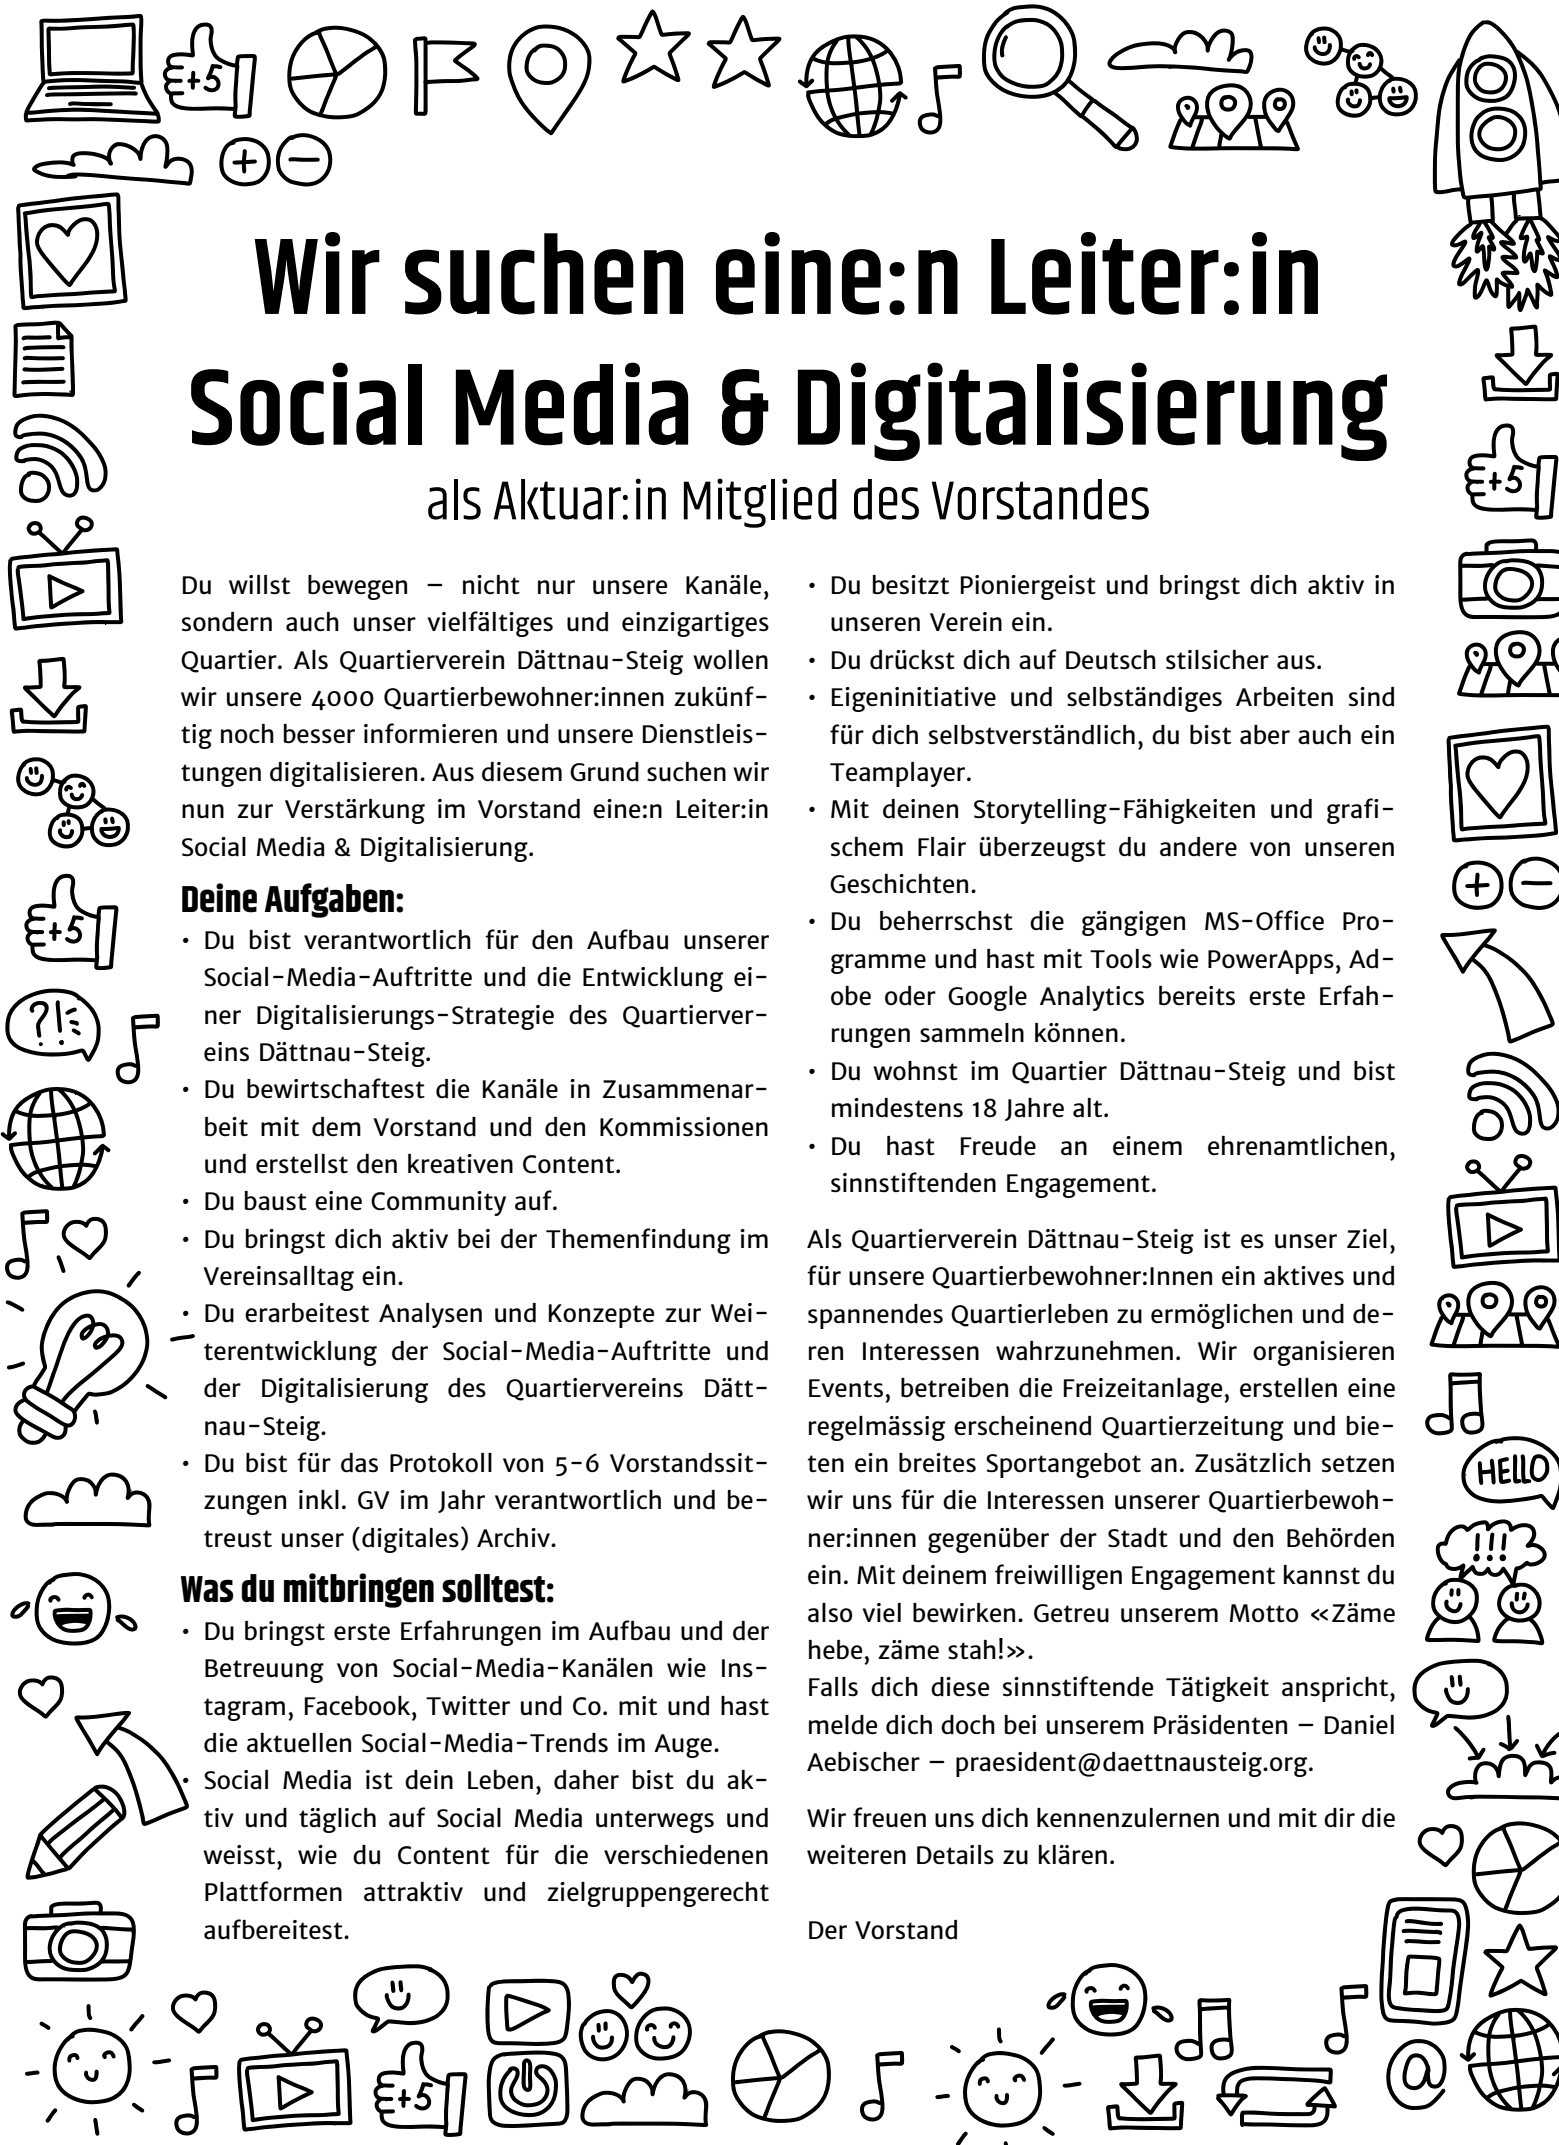 +5
Wir suchen eine:n Leiter:in
Social Media & Digitalisierung
als Aktuar:in Mitglied des Vorstandes
Du willst bewegen – nicht nur unsere Kanäle,
sondern auch unser vielfältiges und einzigartiges
Quartier. Als Quartierverein Dättnau-Steig wollen
wir unsere 4000 Quartierbewohner:innen zukünf-
tig noch besser informieren und unsere Dienstleis-
tungen digitalisieren. Aus diesem Grund suchen wir
nun zur Verstärkung im Vorstand eine:n Leiter:in
Social Media & Digitalisierung.
Deine Aufgaben:
• Du bist verantwortlich für den Aufbau unserer
Social-Media-Auftritte und die Entwicklung ei-
ner Digitalisierungs-Strategie des Quartierver-
eins Dättnau-Steig.
• Du bewirtschaftest die Kanäle in Zusammenar-
beit mit dem Vorstand und den Kommissionen
und erstellst den kreativen Content.
• Du baust eine Community auf.
• Du bringst dich aktiv bei der Themenfindung im
Vereinsalltag ein.
• Du erarbeitest Analysen und Konzepte zur Wei-
terentwicklung der Social-Media-Auftritte und
der Digitalisierung des Quartiervereins Dätt-
nau-Steig.
• Du bist für das Protokoll von 5-6 Vorstandssit-
zungen inkl. GV im Jahr verantwortlich und be-
treust unser (digitales) Archiv.
Was du mitbringen solltest:
• Du bringst erste Erfahrungen im Aufbau und der
Betreuung von Social-Media-Kanälen wie Ins-
tagram, Facebook, Twitter und Co. mit und hast
die aktuellen Social-Media-Trends im Auge.
• Social Media ist dein Leben, daher bist du ak-
tiv und täglich auf Social Media unterwegs und
weisst, wie du Content für die verschiedenen
Plattformen attraktiv und zielgruppengerecht
aufbereitest.
• Du besitzt Pioniergeist und bringst dich aktiv in
unseren Verein ein.
• Du drückst dich auf Deutsch stilsicher aus.
• Eigeninitiative und selbständiges Arbeiten sind
für dich selbstverständlich, du bist aber auch ein
Teamplayer.
• Mit deinen Storytelling-Fähigkeiten und grafi-
schem Flair überzeugst du andere von unseren
Geschichten.
• Du beherrschst die gängigen MS-Office Pro-
gramme und hast mit Tools wie PowerApps, Ad-
obe oder Google Analytics bereits erste Erfah-
rungen sammeln können.
• Du wohnst im Quartier Dättnau-Steig und bist
mindestens 18 Jahre alt.
• Du hast Freude an einem ehrenamtlichen,
sinnstiftenden Engagement.
Als Quartierverein Dättnau-Steig ist es unser Ziel,
für unsere Quartierbewohner:Innen ein aktives und
spannendes Quartierleben zu ermöglichen und de-
ren Interessen wahrzunehmen. Wir organisieren
Events, betreiben die Freizeitanlage, erstellen eine
regelmässig erscheinend Quartierzeitung und bie-
ten ein breites Sportangebot an. Zusätzlich setzen
wir uns für die Interessen unserer Quartierbewoh-
ner:innen gegenüber der Stadt und den Behörden
ein. Mit deinem freiwilligen Engagement kannst du
also viel bewirken. Getreu unserem Motto «Zäme
hebe, zäme stah!».
Falls dich diese sinnstiftende Tätigkeit anspricht,
melde dich doch bei unserem Präsidenten – Daniel
Aebischer – praesident@daettnausteig.org.
Wir freuen uns dich kennenzulernen und mit dir die
weiteren Details zu klären.
Der Vorstand
+5
?!
+5
HELLO
!!!
+5
@